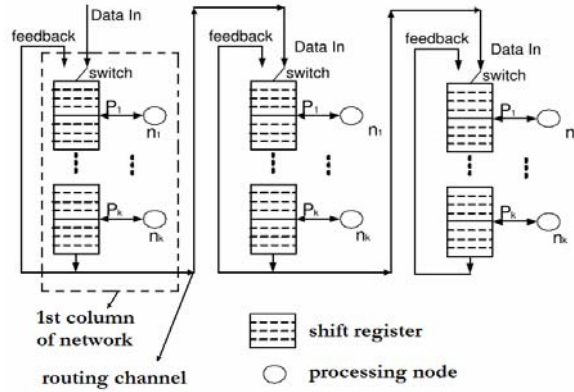 feedback
Data In
switch
P1
n1
Pk
nk
feedback
Data In
switch
P1
n1
Pk
nk
feedback
Data In
switch
P1
n
Pk
nk
1st column
of network
routing channel
shift register
processing node